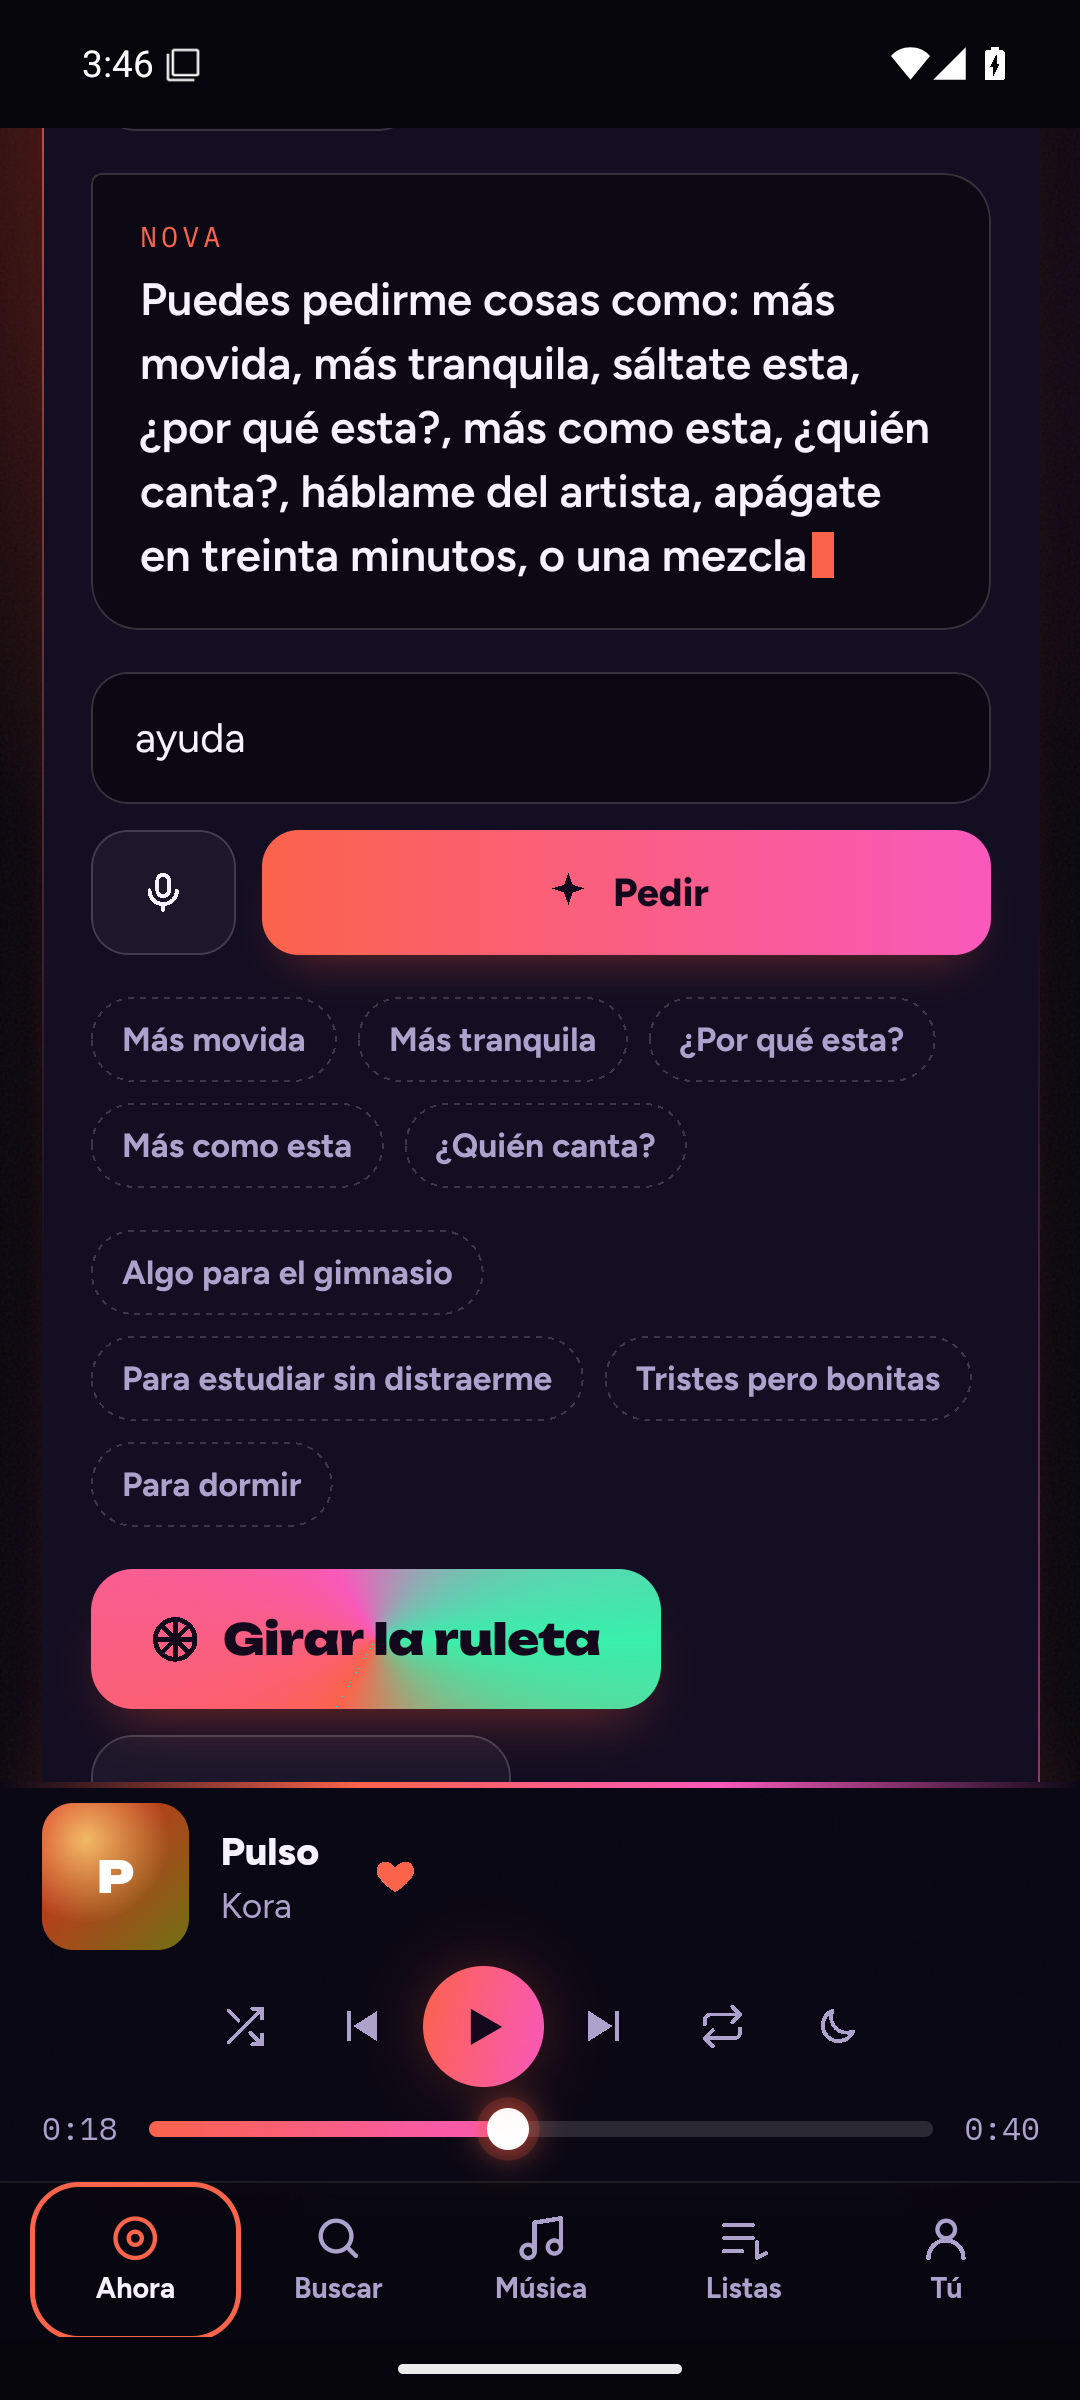 3:46
NOVA
Puedes pedirme cosas como: más
movida, más tranquila, sáltate esta,
¿por qué esta?, más como esta, ¿quién
canta?, háblame del artista, apágate
en treinta minutos, o una mezcla
ayuda
Pedir
Más movida
Más tranquila
¿Por qué esta?
Más como esta
¿Quién canta?
Algo para el gimnasio
Para estudiar sin distraerme
Tristes pero bonitas
Para dormir
Girar la ruleta
P
Pulso
Kora
0:18
0:40
Ahora
Buscar
Música
Listas
Tú